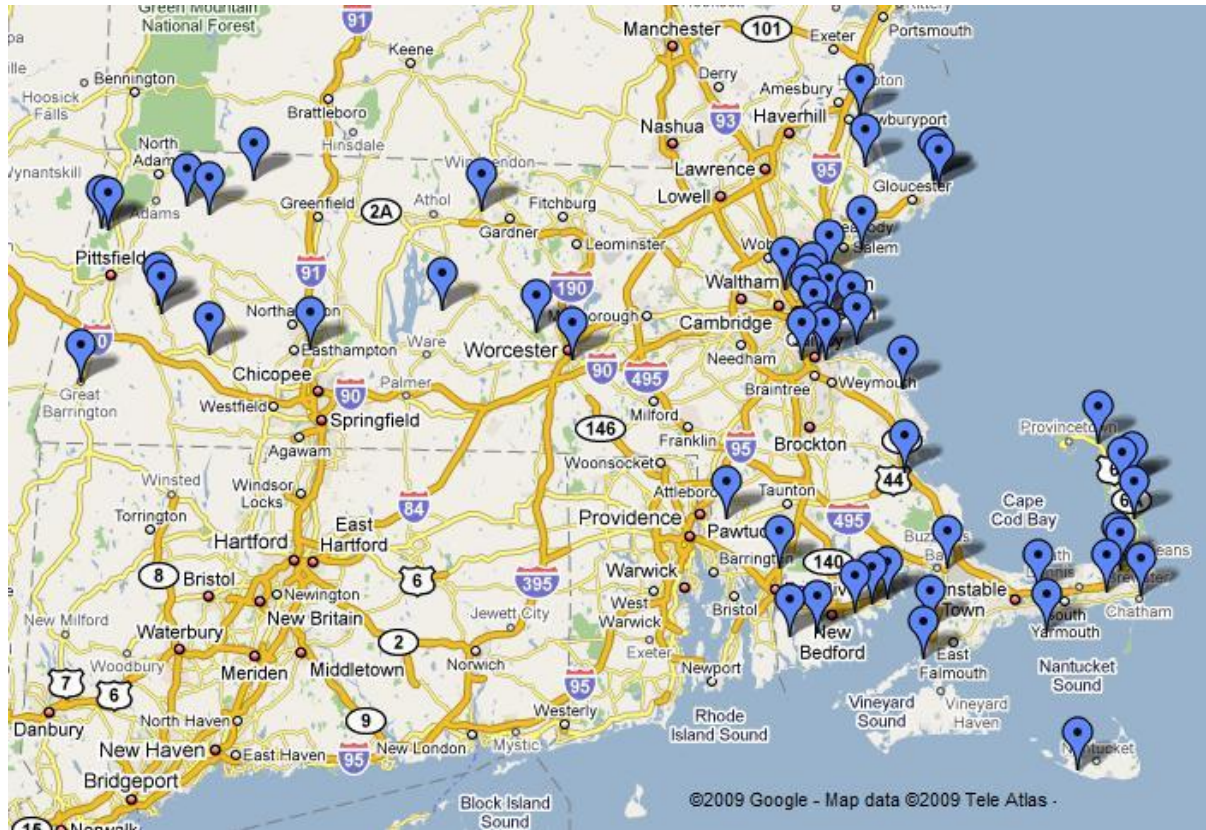 Green Mountain
National Forest
91
Manchester
101
Exeter
Portsmouth
Keene
Derry
Amesbury
Bennington
Hoosick
Falls
Brattleboro
Hinsdale
93
Haverhill
Nashua
North
Wynantskill
Lawrence
95
Adams
Gloucester
Lowell
Greenfield
2A
Athol
Fitchburg
Gardner
Leominster
Salem
Pittsfield
91
190
Waltham
Cambridge
Worcester
Easthampton
Ware
90
495
Needham
Great
Barrington
Chicopee
90
Palmer
Braintree
Weymouth
Westfield
Springfield
Milford
146
Franklin
Brockton
Provincetown
Agawam
95
6
Woonsocket
44
Winsted
Windsor
Locks
84
Attleboro
Taunton
Cape
Cod Bay
Torrington
East
Hartford
Providence
495
Hartford
Barrington
140
8
Bristol
6
395
Warwick
Newington
New Britain
Jewett City
West
Warwick
Bristol
New
Bedford
Town
South
Yarmouth
Chatham
New Milford
Waterbury
2
Exeter
East
Falmouth
Woodbury
Meriden
Middletown
Norwich
Newport
Nantucket
Sound
7
6
95
Vineyard
Sound
Vineyard
Haven
Danbury
North Haven
9
Westerly
Rhode
Island Sound
New Haven
East Haven
95
New London
Mystic
Bridgeport
Block Island
Sound
©2009 Google - Map data ©2009 Tele Atlas -
15
Norwalk